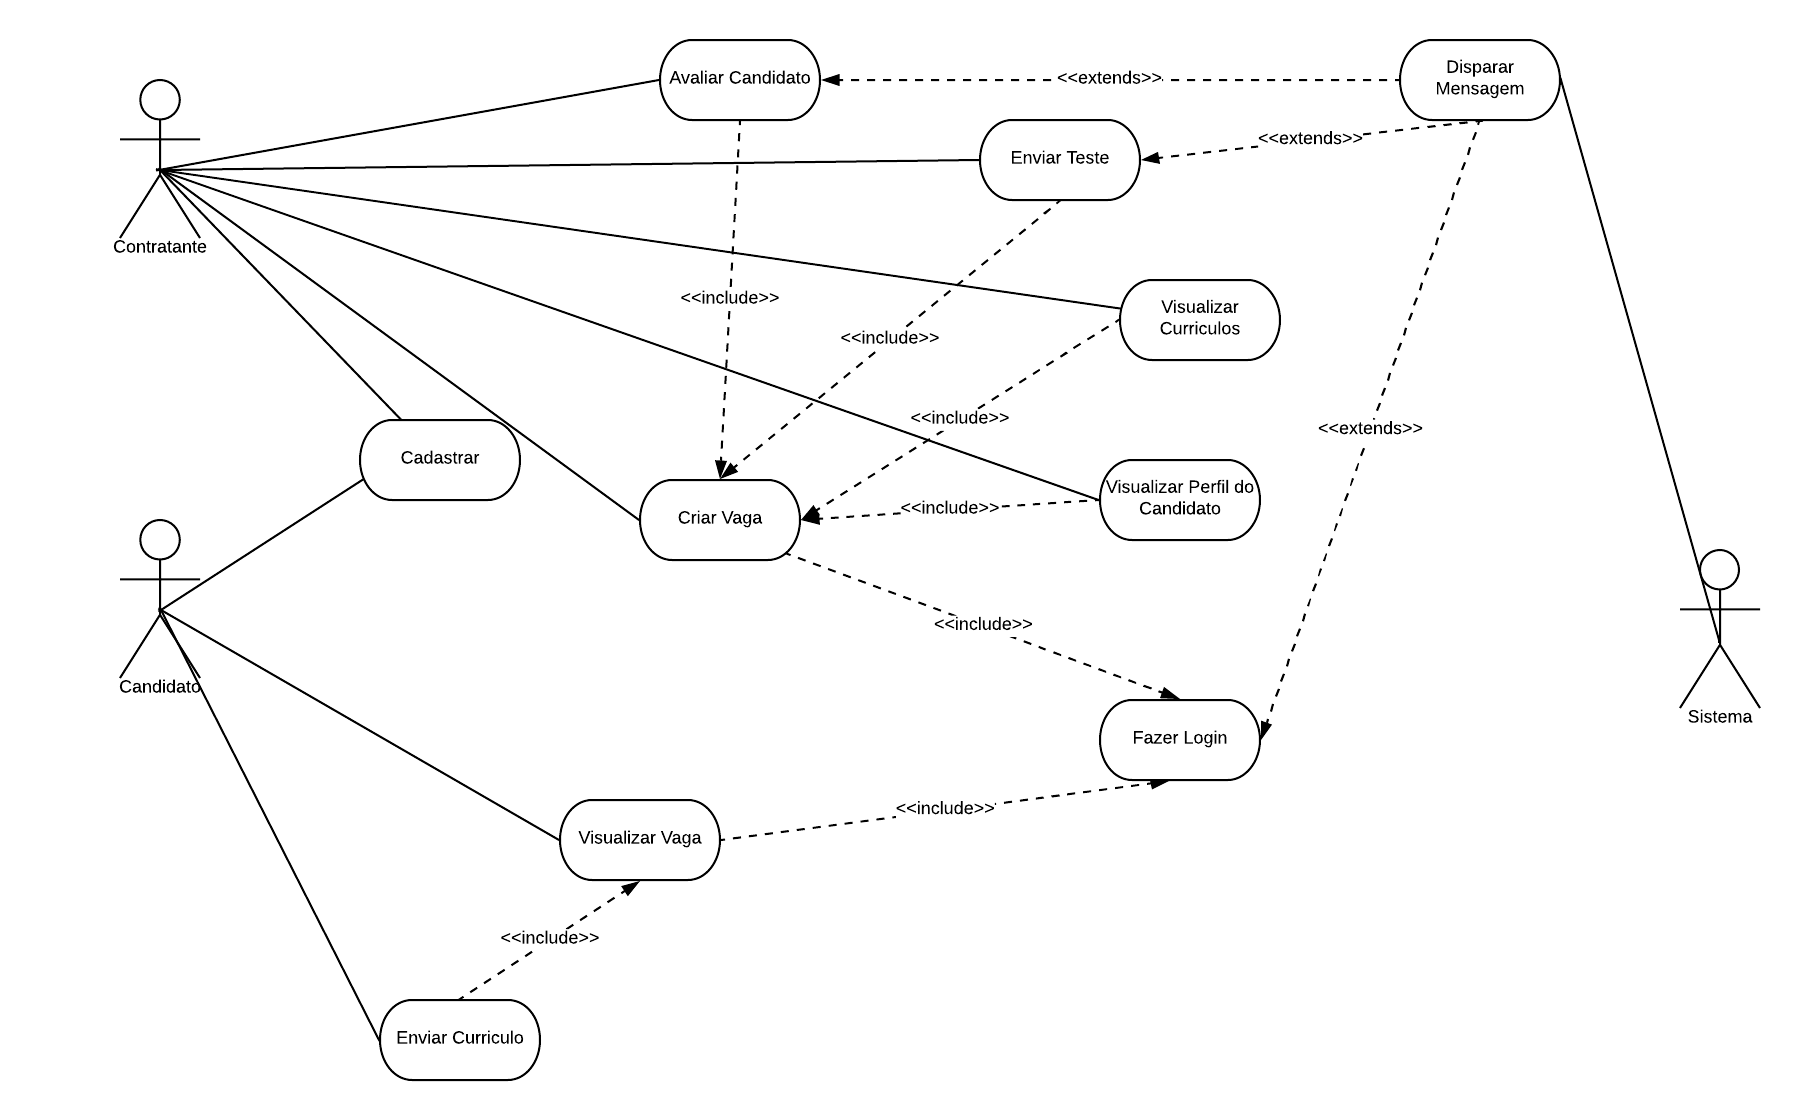 Avaliar Candidato
<<extends>>
Disparar
Mensagem
<<extends>>
Enviar Teste
Contratante
<<include>>
Visualizar
Curriculos
<<include>>
<<include>>
<<extends>>
Cadastrar
Visualizar Perfil do
Candidato
<<include>>
Criar Vaga
<<include>>
Candidato
Sistema
Fazer Login
<<include>>
Visualizar Vaga
<<include>>
Enviar Curriculo